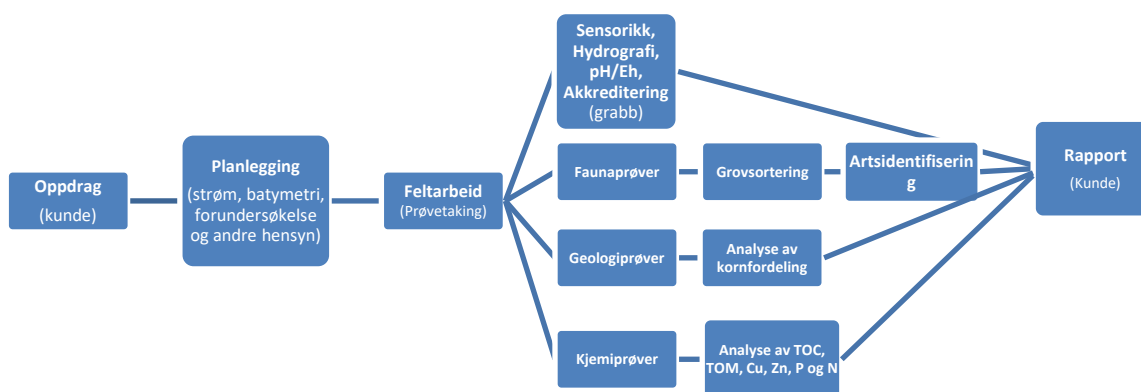 Oppdrag
(kunde)
Planlegging
(strøm, batymetri,
forundersøkelse
og andre hensyn)
Feltarbeid
(Prøvetaking)
Sensorikk,
Hydrografi,
pH/Eh,
Akkreditering
(grabb)
Faunaprøver
Grovsortering
Artsidentifiserin
g
Geologiprøver
Analyse av
kornfordeling
Kjemiprøver
Analyse av TOC,
TOM, Cu, Zn, P og N
Rapport
(Kunde)